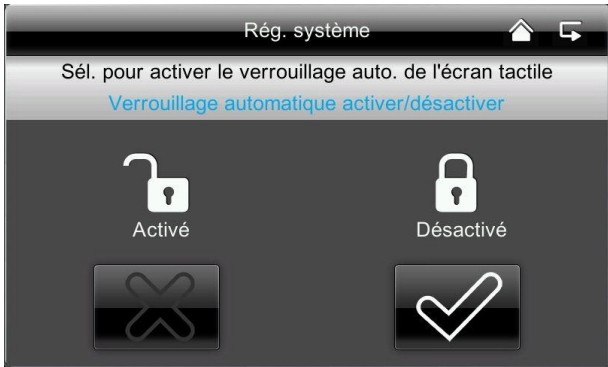 Rég. système
Sél. pour activer le verrouillage auto. de l'écran tactile
Verrouillage automatique activer/désactiver
Activé
Désactivé